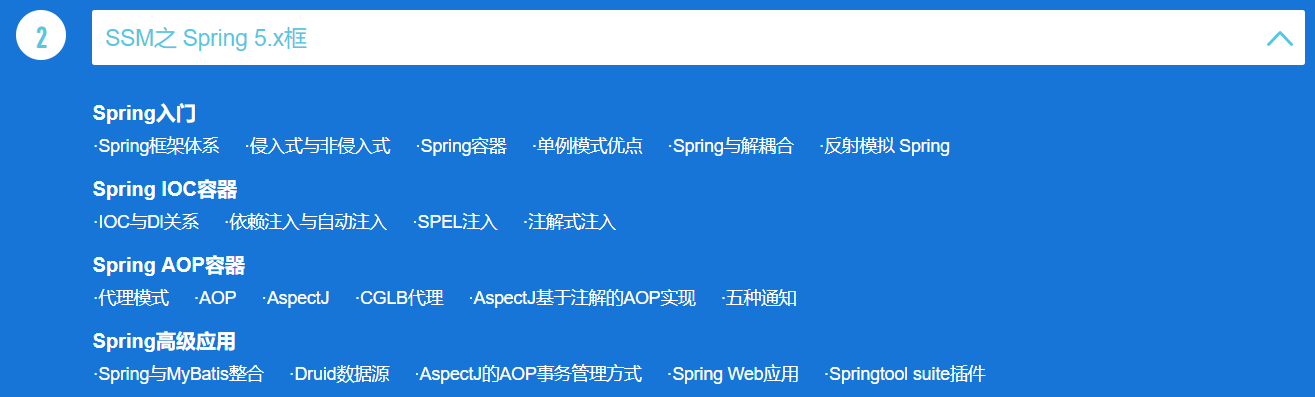 2
SSM之 Spring 5.x框
Spring入门
·Spring框架体系 ·侵入式与非侵入式 ·Spring容器 ·单例模式优点 ·Spring与解耦合 ·反射模拟 Spring
Spring IOC容器
·IOC与DI关系 ·依赖注入与自动注入 ·SPEL注入 ·注解式注入
Spring AOP容器
·代理模式 ·AOP ·AspectJ ·CGLB代理 ·AspectJ基于注解的AOP实现 ·五种通知
Spring高级应用
·Spring与MyBatis整合 ·Druid数据源 ·AspectJ的AOP事务管理方式 ·Spring Web应用 ·Springtool suite插件